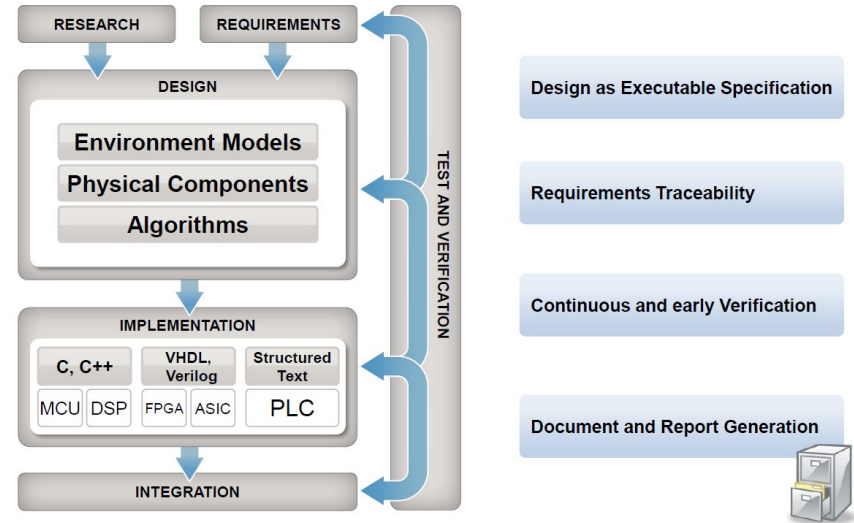 RESEARCH
REQUIREMENTS
DESIGN
Environment Models
Physical Components
Algorithms
IMPLEMENTATION
C, C++
VHDL,
Verilog
Structured
Text
MCU
DSP
FPGA
ASIC
PLC
INTEGRATION
TEST AND VERIFICATION
Design as Executable Specification
Requirements Traceability
Continuous and early Verification
Document and Report Generation